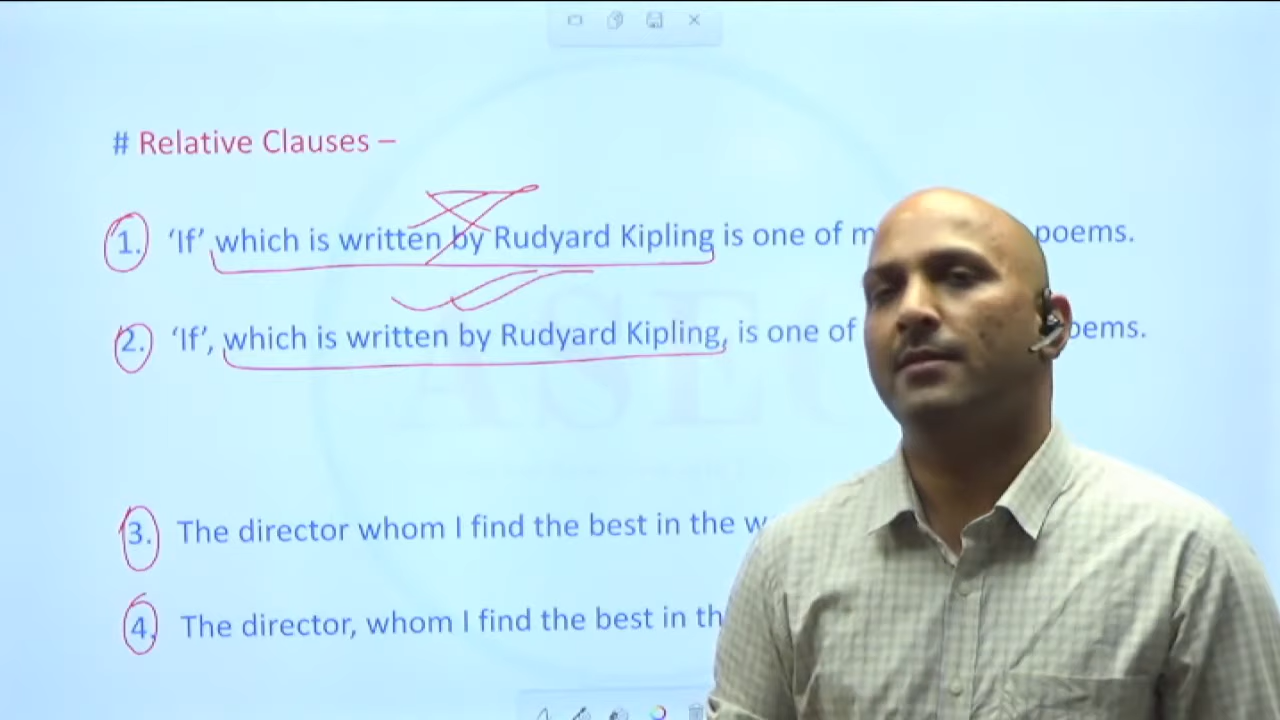 # Relative Clauses –
1. ‘If’ which is written by Rudyard Kipling is one of poems.
2. ‘If’, which is written by Rudyard Kipling, is one of
3. The director whom I find the best in the
4. The director, whom I find the best in
ASEC